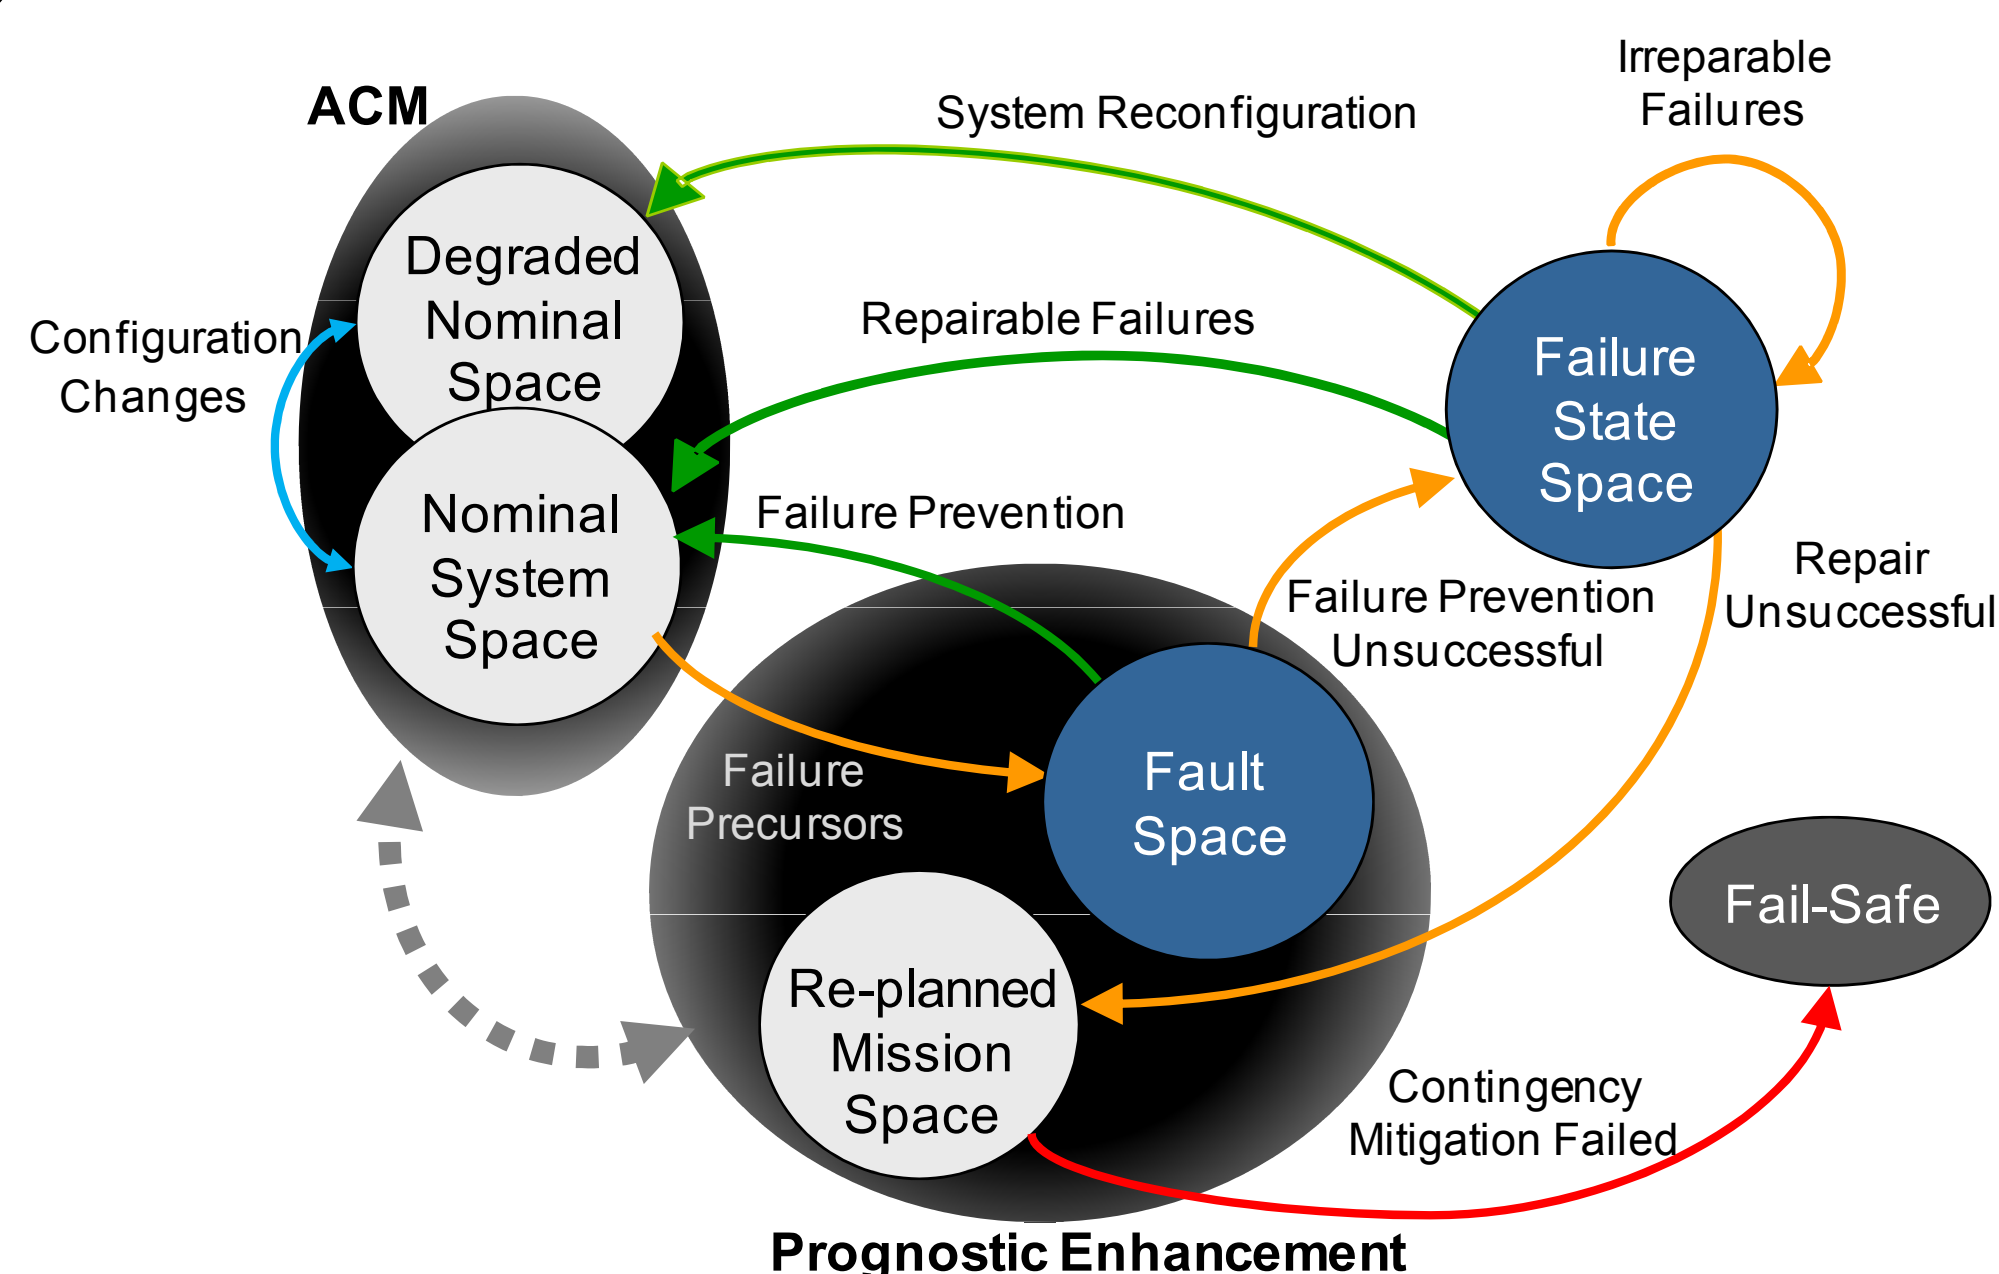 ACM
System Reconfiguration
Irreparable
Failures
Degraded
Nominal
Space
Configuration
Changes
Repairable Failures
Failure
State
Space
Nominal
System
Space
Failure Prevention
Failure Prevention
Unsuccessful
Repair
Unsuccessful
Failure
Precursors
Fault
Space
Fail-Safe
Re-planned
Mission
Space
Contingency
Mitigation Failed
Prognostic Enhancement